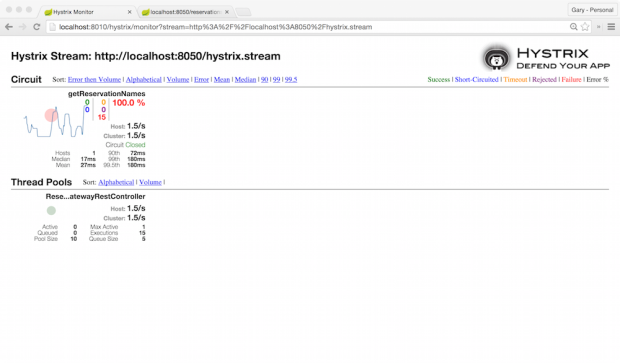 Hystrix Monitor
localhost:8050/reservation
Gary - Personal
localhost:8010/hystrix/monitor?stream=http%3A%2F%2Flocalhost%3A8050%2Fhystrix.stream
Hystrix Stream: http://localhost:8050/hystrix.stream
HYSTRIX
DEFEND YOUR APP
Circuit Sort: Error then Volume | Alphabetical | Volume | Error | Mean | Median | 90 | 99 | 99.5
Success | Short-Circuited | Timeout | Rejected | Failure | Error %
getReservationNames
0 0 100.0 %
0 0
15
Host: 1.5/s
Cluster: 1.5/s
Circuit Closed
Hosts 1 90th 72ms
Median 17ms 99th 180ms
Mean 27ms 99.5th 180ms
Thread Pools Sort: Alphabetical | Volume |
Rese...atewayRestController
Host: 1.5/s
Cluster: 1.5/s
Active 0 Max Active 1
Queued 0 Executions 15
Pool Size 10 Queue Size 5